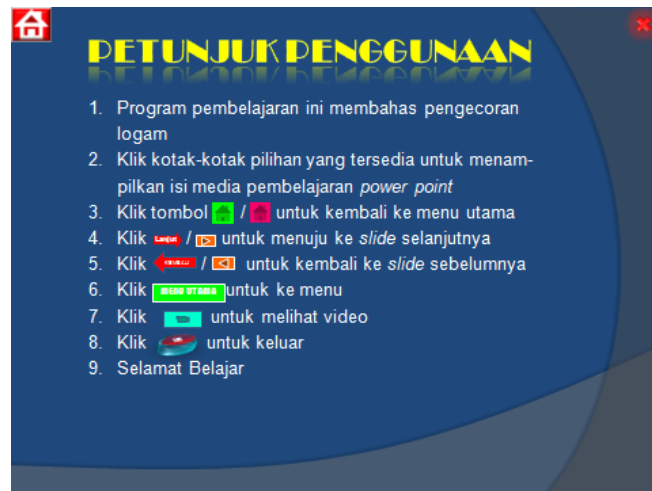 PETUNJUK PENGGUNAAN
1. Program pembelajaran ini membahas pengecoran
logam
2. Klik kotak-kotak pilihan yang tersedia untuk menam-
pilkan isi media pembelajaran power point
3. Klik tombol / untuk kembali ke menu utama
4. Klik Lanjut / untuk menuju ke slide selanjutnya
5. Klik / untuk kembali ke slide sebelumnya
6. Klik MENU UTAMA untuk ke menu
7. Klik untuk melihat video
8. Klik untuk keluar
9. Selamat Belajar